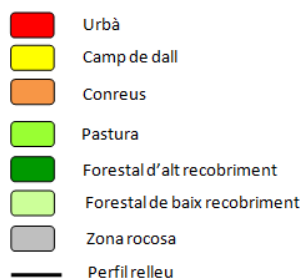 Urbà
Camp de dall
Conreus
Pastura
Forestal d'alt recobriment
Forestal de baix recobriment
Zona rocosa
Perfil relleu